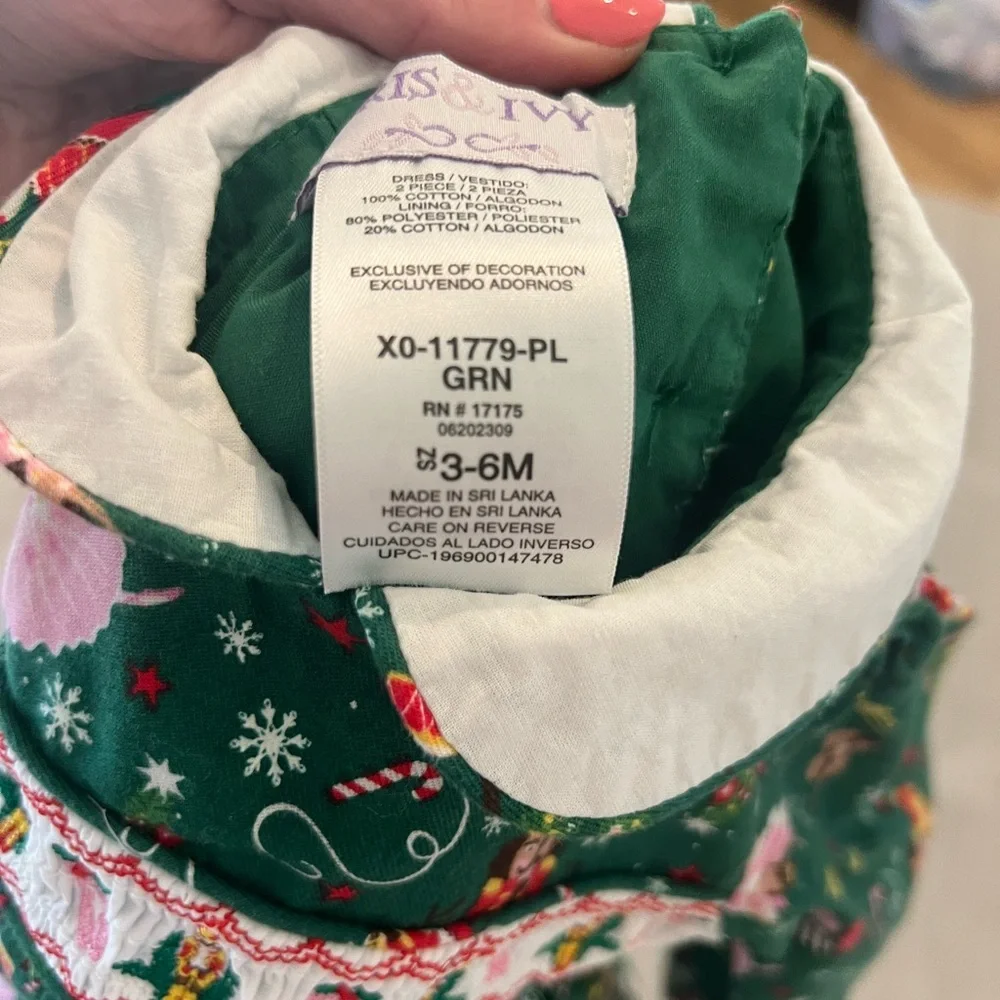 IS & IVY
DRESS / VESTIDO:
2 PIECE / 2 PIEZA
100% COTTON / ALGODON
LINING / FORRO:
80% POLYESTER / POLIESTER
20% COTTON / ALGODON
EXCLUSIVE OF DECORATION
EXCLUYENDO ADORNOS
X0-11779-PL
GRN
RN # 17175
06202309
SZ 3-6M
MADE IN SRI LANKA
HECHO EN SRI LANKA
CARE ON REVERSE
CUIDADOS AL LADO INVERSO
UPC-196900147478